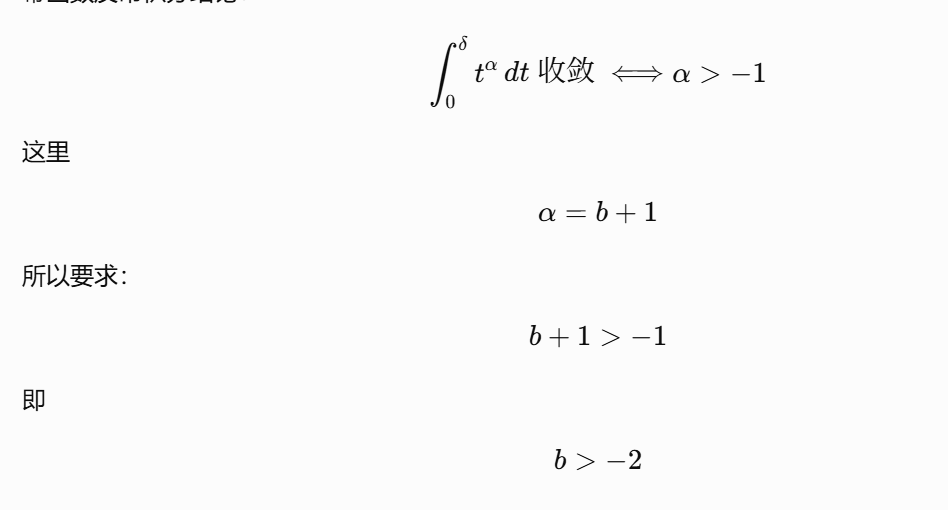 ∫₀^δ t^α dt 收敛 ⟺ α > −1
这里
α = b + 1
所以要求：
b + 1 > −1
即
b > −2